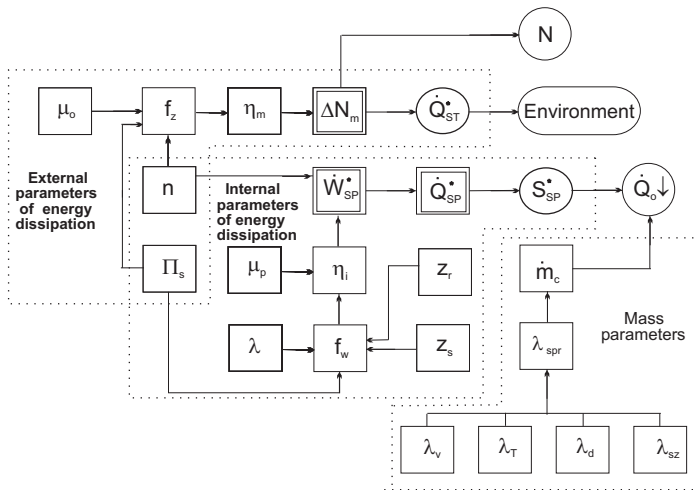 N
μo
fz
ηm
ΔNm
Q̇*ST
Environment
External
parameters
of energy
dissipation
n
Internal
parameters
of energy
dissipation
Ẇ*SP
Q̇*SP
S*SP
Q̇o↓
Πs
μp
ηi
zr
ṁc
Mass
parameters
λ
fw
zs
λspr
λv
λT
λd
λsz